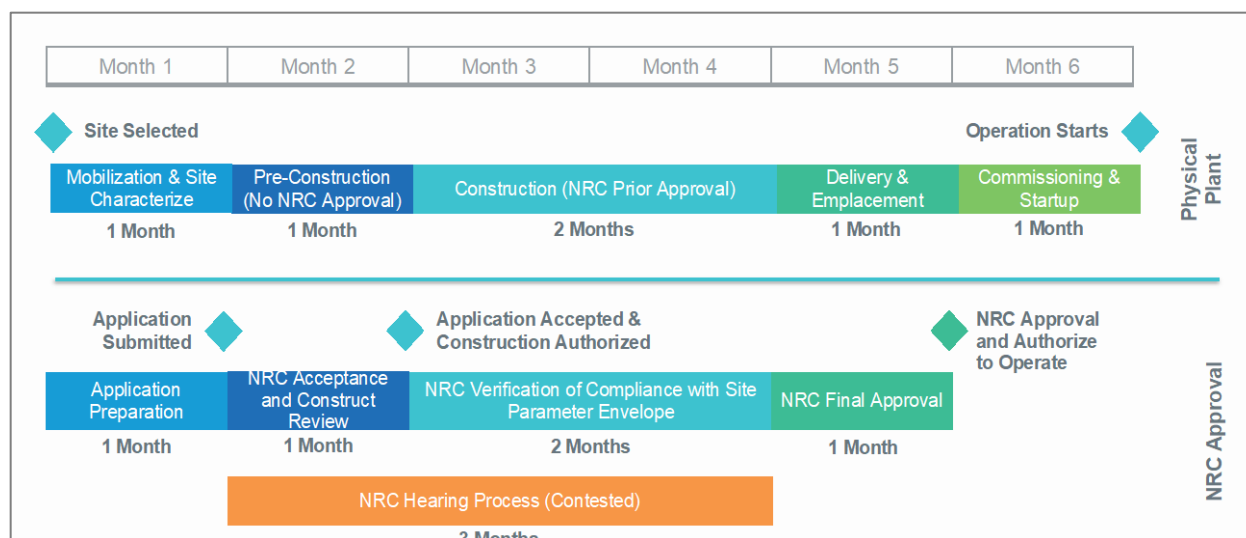 Month 1
Month 2
Month 3
Month 4
Month 5
Month 6
Site Selected
Operation Starts
Mobilization & Site
Characterize
Pre-Construction
(No NRC Approval)
Construction (NRC Prior Approval)
Delivery &
Emplacement
Commissioning &
Startup
1 Month
1 Month
2 Months
1 Month
1 Month
Physical
Plant
Application
Submitted
Application Accepted &
Construction Authorized
NRC Approval
and Authorize
to Operate
Application
Preparation
NRC Acceptance
and Construct
Review
NRC Verification of Compliance with Site
Parameter Envelope
NRC Final Approval
1 Month
1 Month
2 Months
1 Month
NRC Approval
NRC Hearing Process (Contested)
3 Months